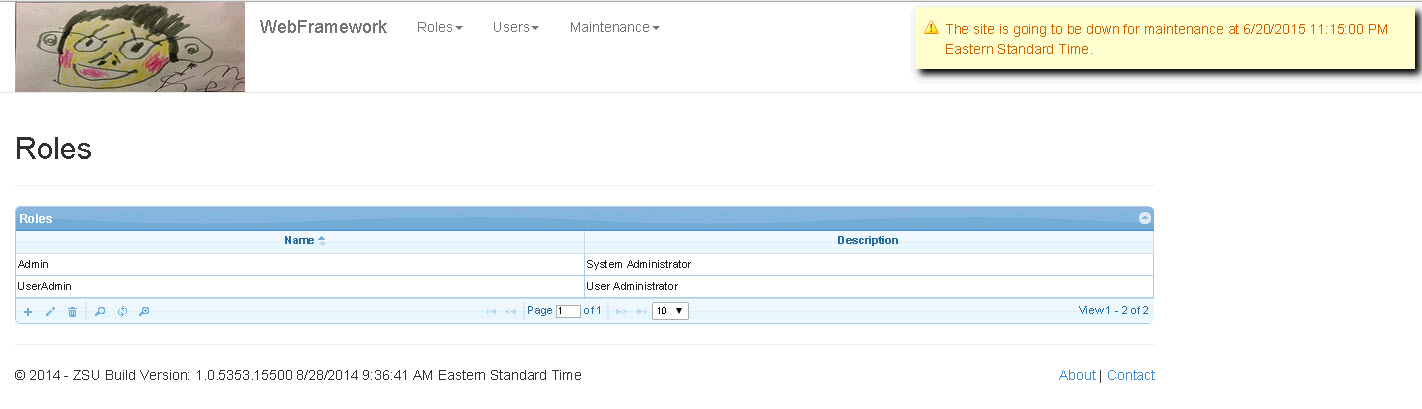 WebFramework Roles Users Maintenance
The site is going to be down for maintenance at 6/20/2015 11:15:00 PM
Eastern Standard Time.
Roles
Roles
Name Description
Admin System Administrator
UserAdmin User Administrator
Page 1 of 1 10 View 1 - 2 of 2
© 2014 - ZSU Build Version: 1.0.5353.15500 8/28/2014 9:36:41 AM Eastern Standard Time About | Contact